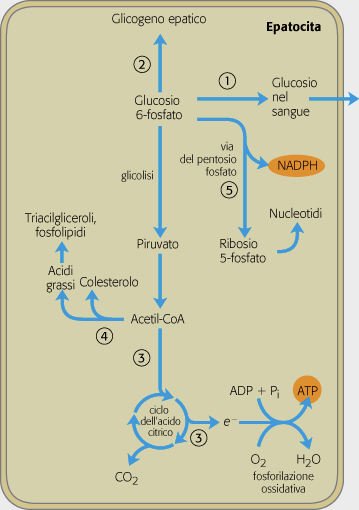 Glicogeno epatico
Epatocita
2
1
Glucosio
6-fosfato
Glucosio
nel
sangue
via
del pentosio
fosfato
NADPH
glicolisi
5
Triacilgliceroli,
fosfolipidi
Nucleotidi
Piruvato
Ribosio
5-fosfato
Acidi
grassi
Colesterolo
Acetil-CoA
4
3
ADP + Pi
ATP
ciclo
dell'acido
citrico
3
e−
CO2
O2
H2O
fosforilazione
ossidativa